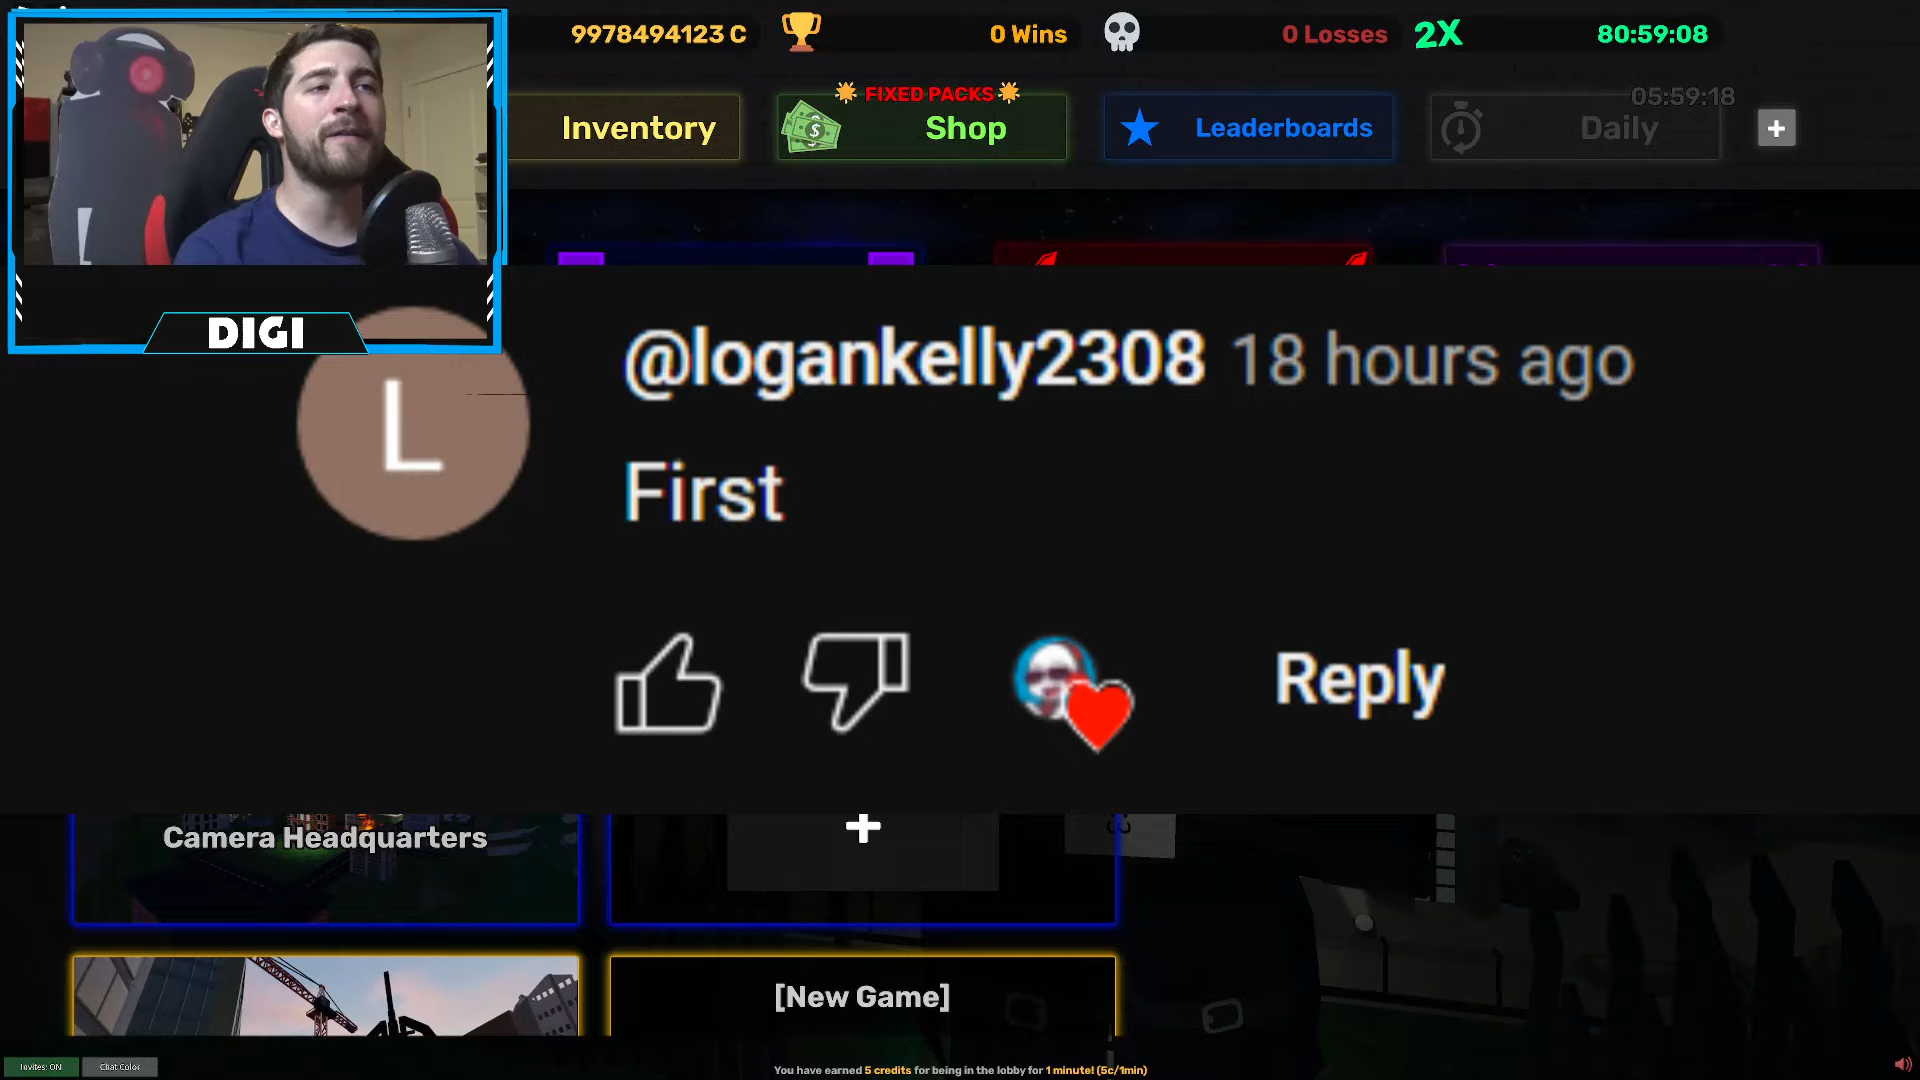 9978494123 C
0 Wins
0 Losses
2X
80:59:08
FIXED PACKS
05:59:18
Inventory
Shop
Leaderboards
Daily
+
DIGI
L
@logankelly2308 18 hours ago
First
Reply
Camera Headquarters
+
[New Game]
Invites: ON
Chat Color
You have earned 5 credits for being in the lobby for 1 minute! (5c/1min)